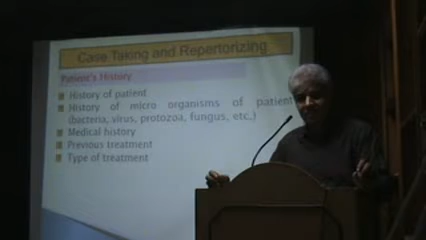 Case Taking and Repertorizing
Patient's History
History of patient
History of micro organisms of patient
(bacteria, virus, protozoa, fungus, etc.)
Medical history
Previous treatment
Type of treatment